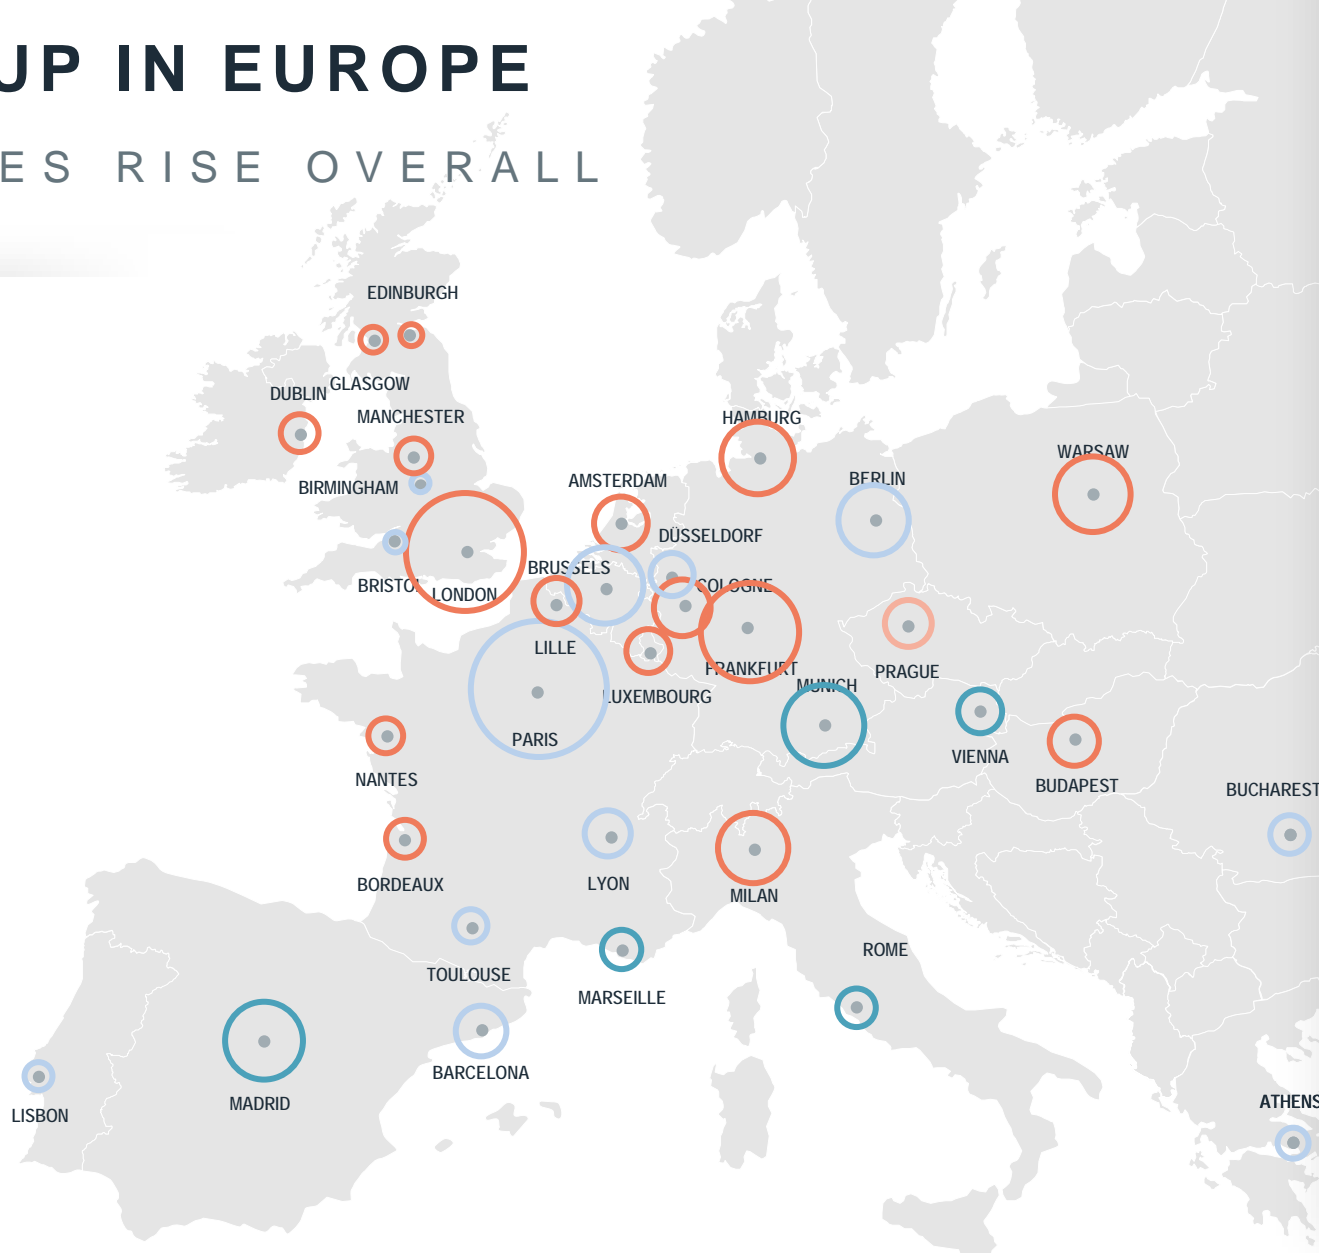 UP IN EUROPE
ES RISE OVERALL
EDINBURGH
GLASGOW
DUBLIN
MANCHESTER
HAMBURG
WARSAW
BIRMINGHAM
AMSTERDAM
BERLIN
DÜSSELDORF
BRUSSELS
BRISTOL
LONDON
COLOGNE
LILLE
FRANKFURT
PRAGUE
MUNICH
LUXEMBOURG
PARIS
VIENNA
NANTES
BUDAPEST
BUCHAREST
BORDEAUX
LYON
MILAN
ROME
TOULOUSE
MARSEILLE
BARCELONA
MADRID
LISBON
ATHENS